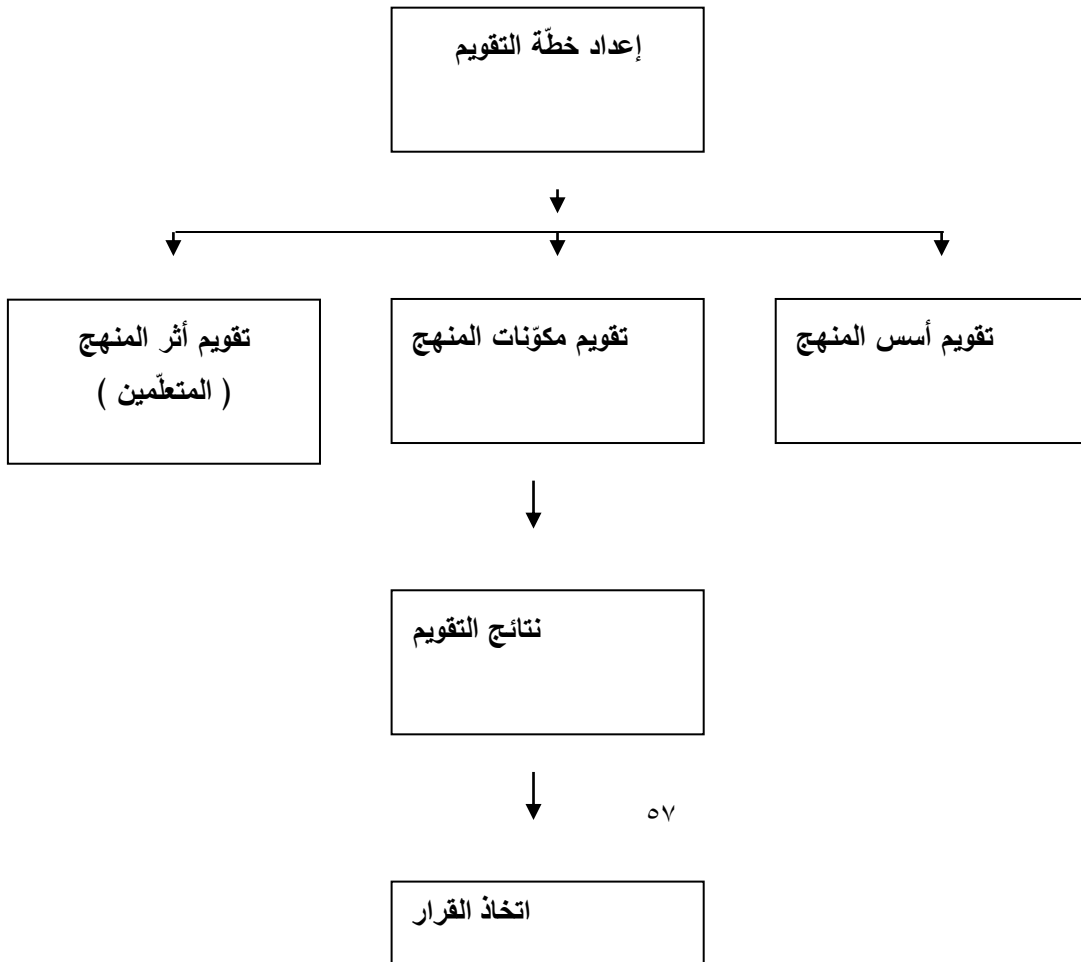 إعداد خطّة التقويم
تقويم أسس المنهج
تقويم مكوّنات المنهج
تقويم أثر المنهج
( المتعلّمين )
نتائج التقويم
٥٧
اتخاذ القرار